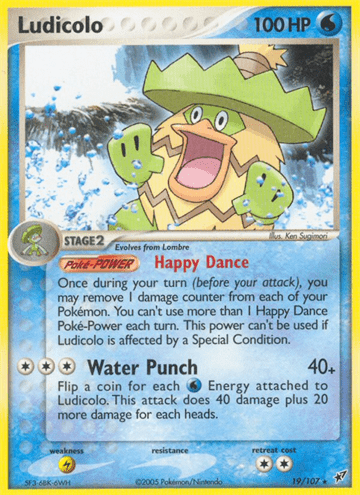 Ludicolo 100 HP
Illus. Ken Sugimori
STAGE 2 Evolves from Lombre
Poké-POWER Happy Dance
Once during your turn (before your attack), you
may remove 1 damage counter from each of your
Pokémon. You can't use more than 1 Happy Dance
Poké-Power each turn. This power can't be used if
Ludicolo is affected by a Special Condition.
Water Punch 40+
Flip a coin for each Energy attached to
Ludicolo. This attack does 40 damage plus 20
more damage for each heads.
weakness resistance retreat cost
SF3-68K-6WH ©2005 Pokémon/Nintendo 19/107 ★